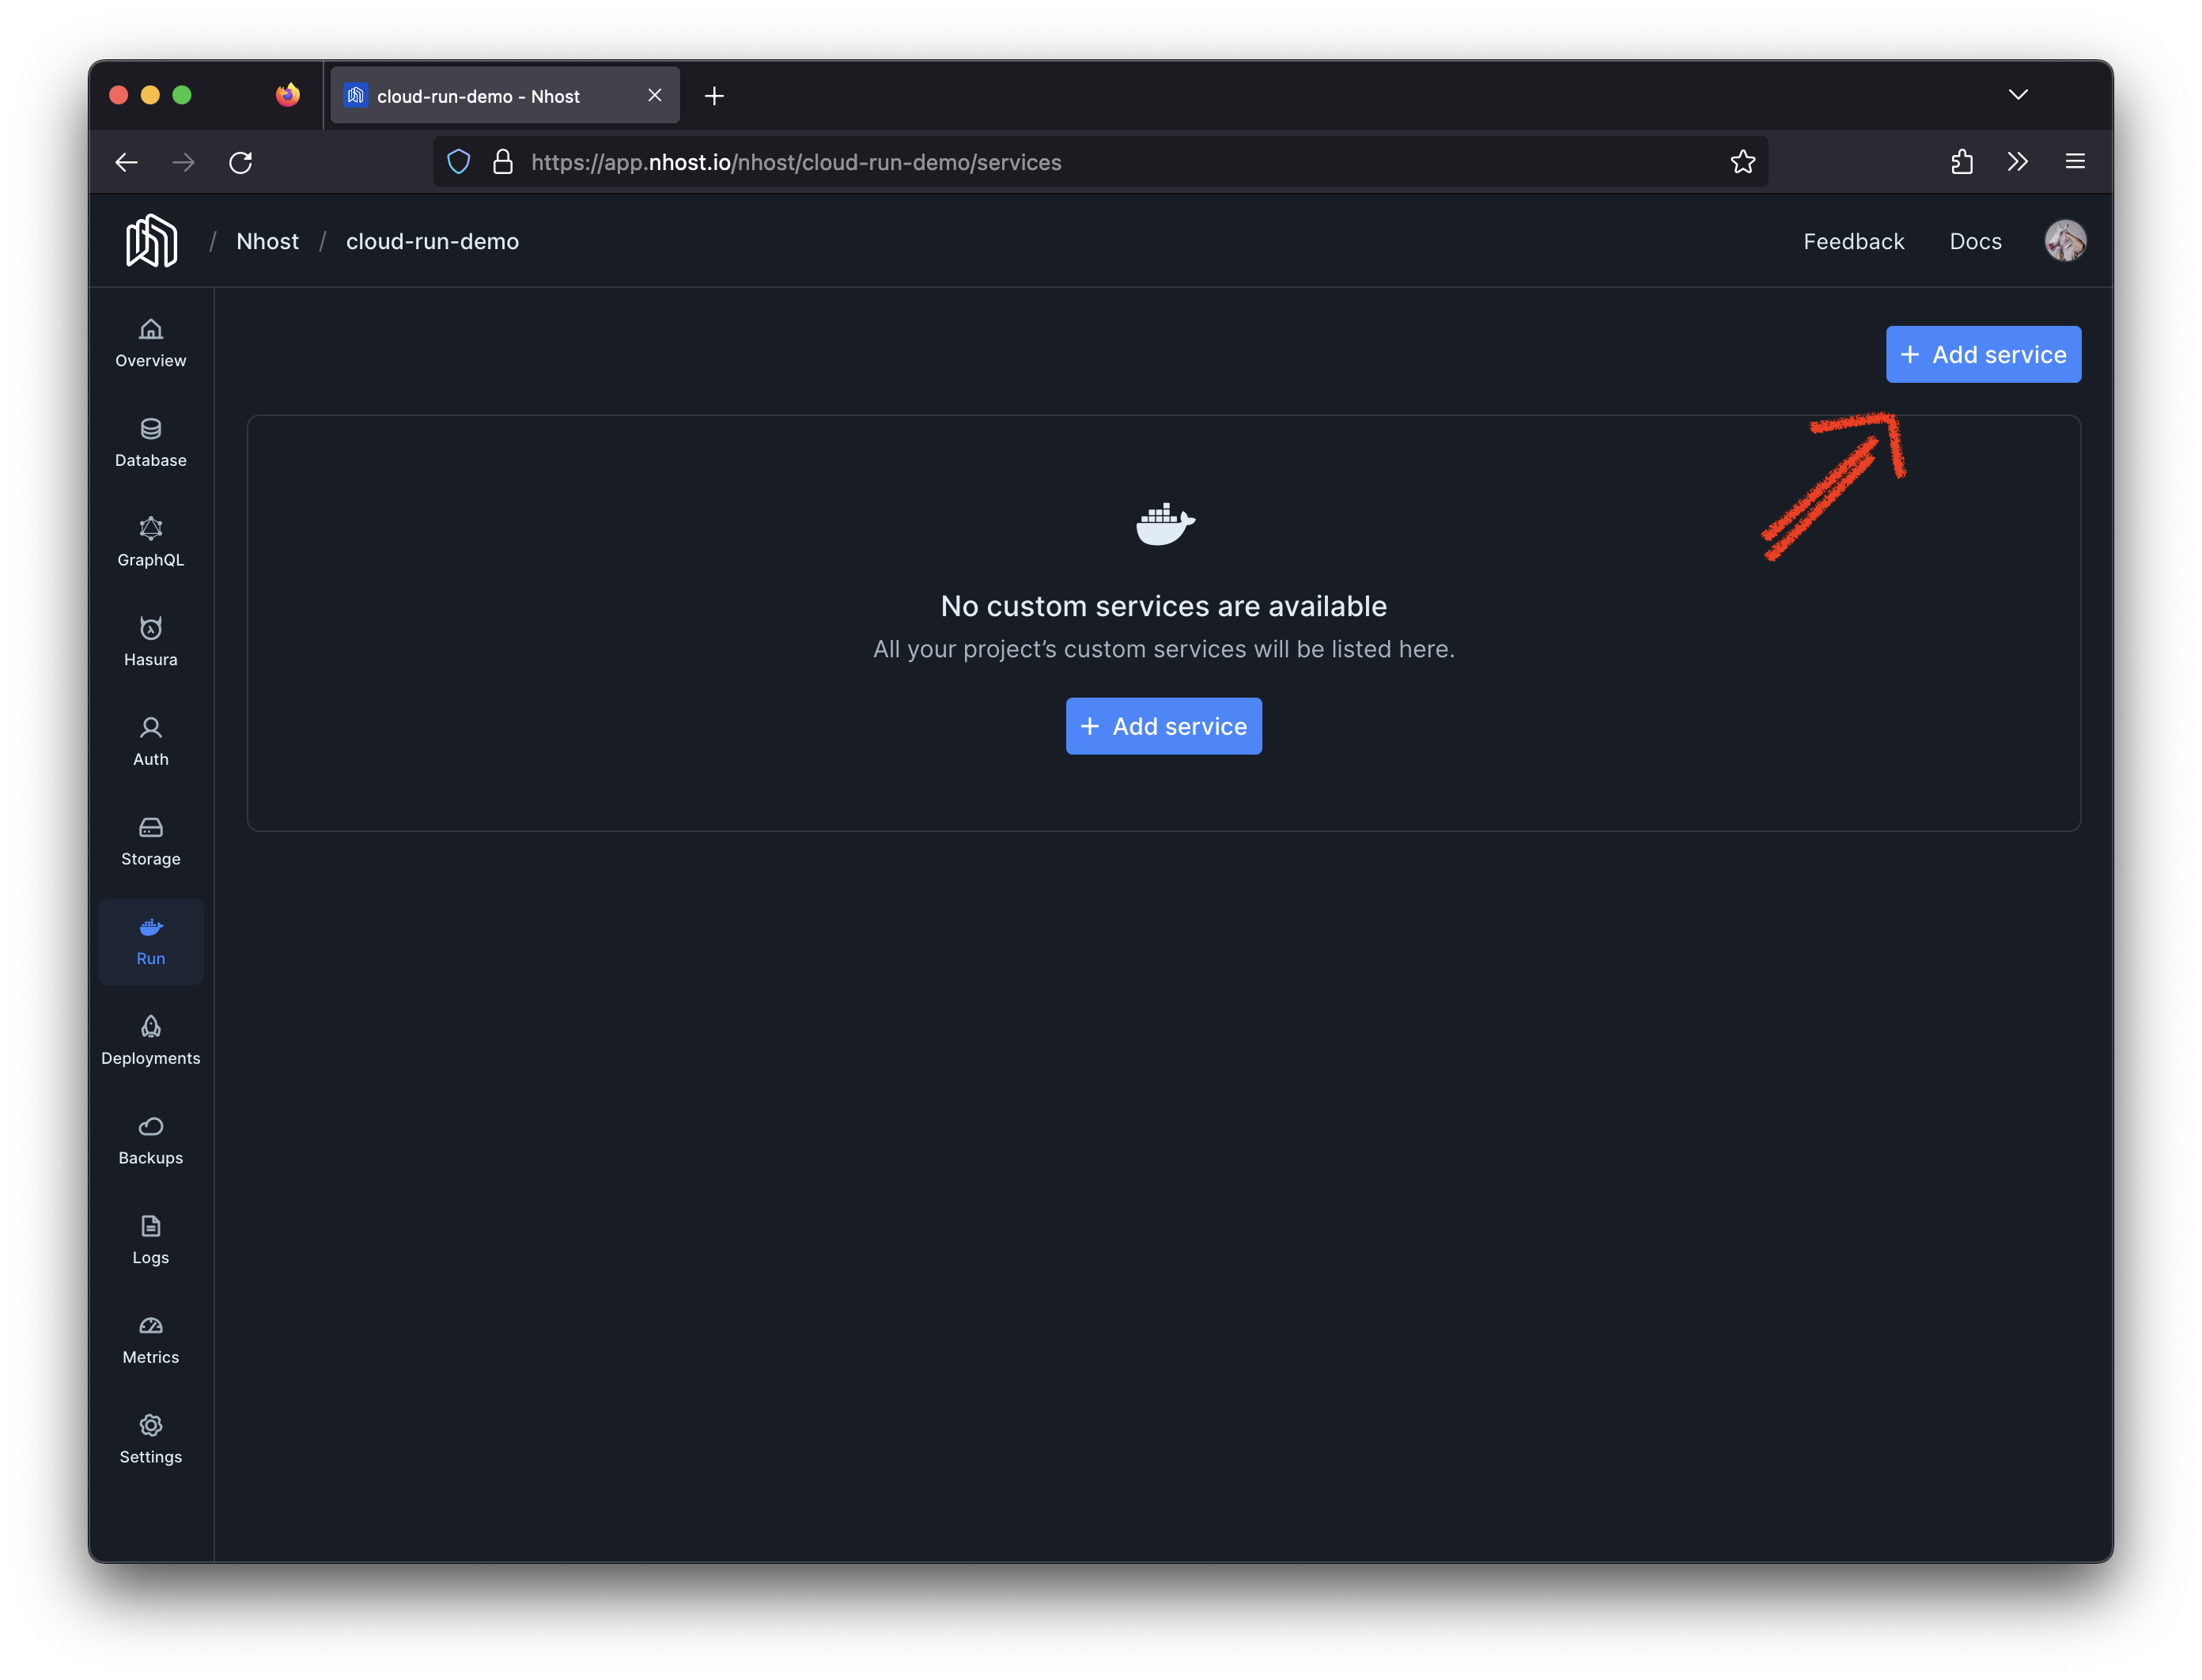 cloud-run-demo - Nhost
https://app.nhost.io/nhost/cloud-run-demo/services
/ Nhost / cloud-run-demo
Feedback
Docs
Overview
Database
GraphQL
Hasura
Auth
Storage
Run
Deployments
Backups
Logs
Metrics
Settings
+ Add service
No custom services are available
All your project’s custom services will be listed here.
+ Add service